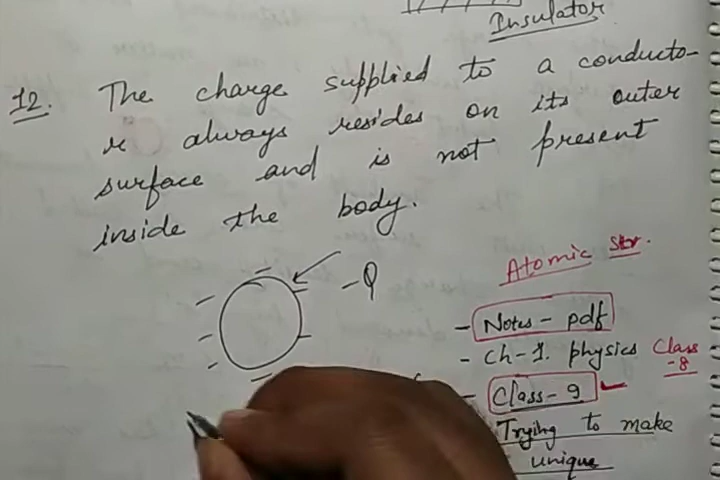 Insulator
12. The charge supplied to a conducto-
r always resides on its outer
surface and is not present
inside the body.
-Q
Atomic Str.
- Notes - pdf
- Ch-1. physics Class
-8
- Class-9
Trying to make
unique